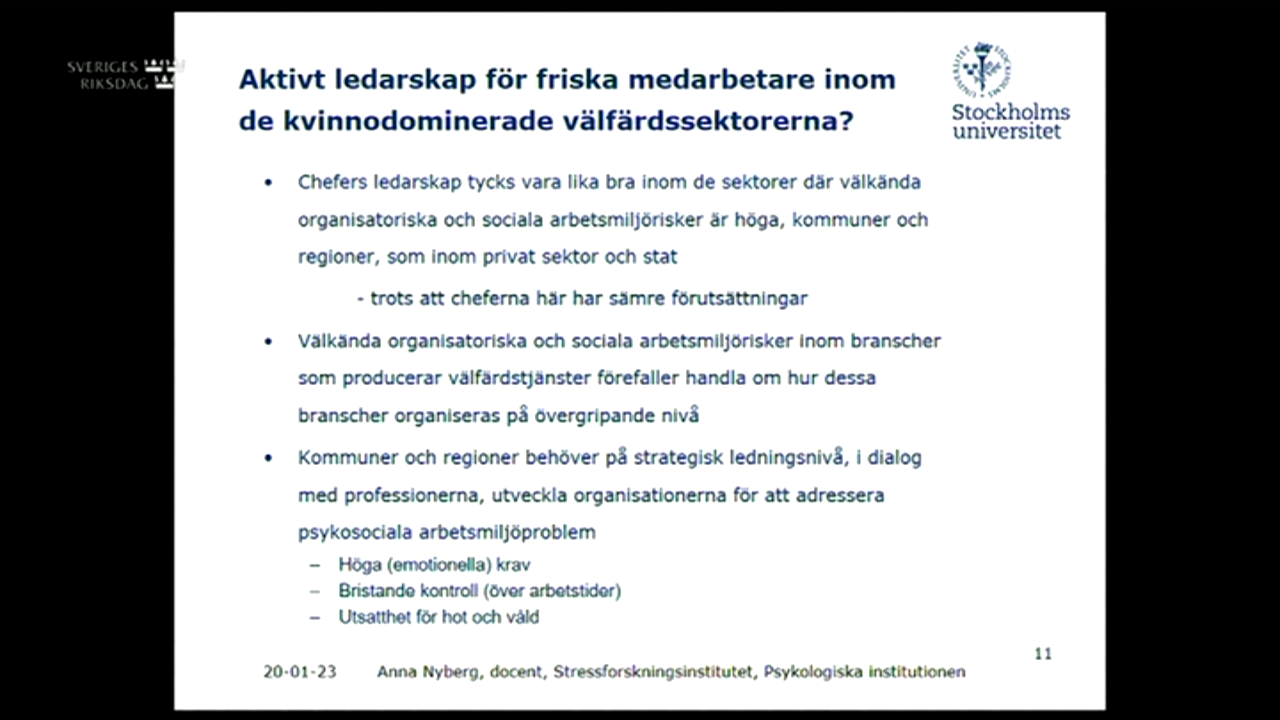 SVERIGES
RIKSDAG
Aktivt ledarskap för friska medarbetare inom
de kvinnodominerade välfärdssektorerna?
Stockholms
universitet
• Chefers ledarskap tycks vara lika bra inom de sektorer där välkända
organisatoriska och sociala arbetsmiljörisker är höga, kommuner och
regioner, som inom privat sektor och stat
- trots att cheferna här har sämre förutsättningar
• Välkända organisatoriska och sociala arbetsmiljörisker inom branscher
som producerar välfärdstjänster förefaller handla om hur dessa
branscher organiseras på övergripande nivå
• Kommuner och regioner behöver på strategisk ledningsnivå, i dialog
med professionerna, utveckla organisationerna för att adressera
psykosociala arbetsmiljöproblem
– Höga (emotionella) krav
– Bristande kontroll (över arbetstider)
– Utsatthet för hot och våld
11
20-01-23 Anna Nyberg, docent, Stressforskningsinstitutet, Psykologiska institutionen